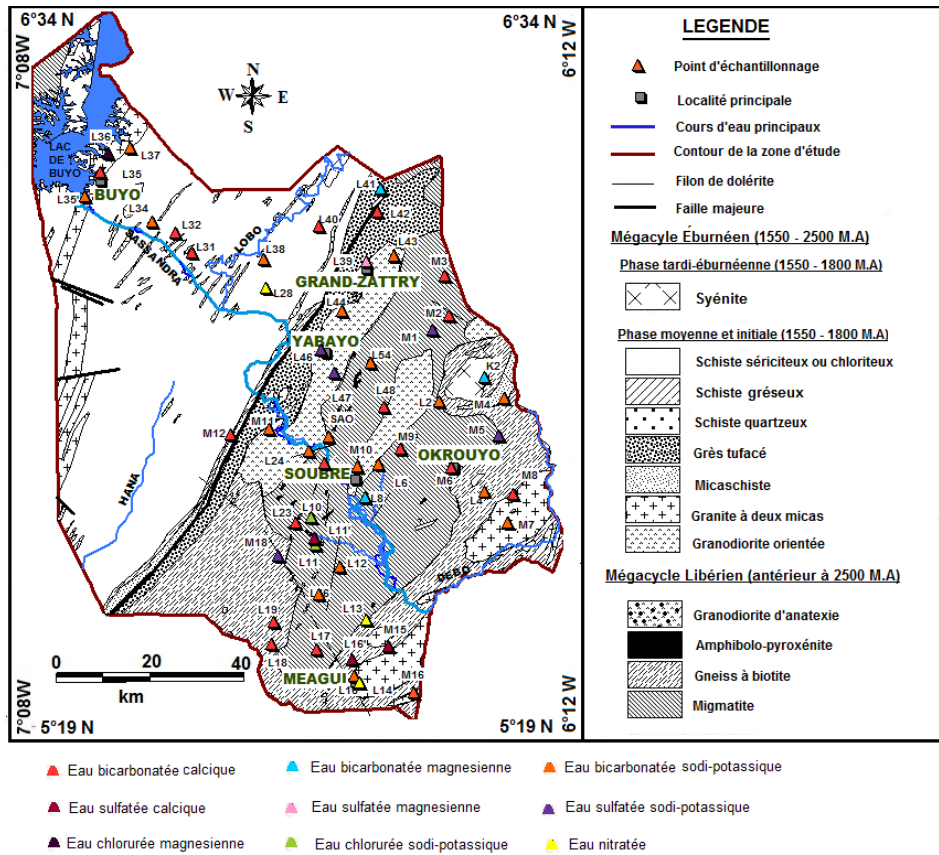 6°34 N
6°34 N
7°08W
6°12 W
N
W
E
S
LAC
DE
BUYO
L36
L37
L35
BUYO
L35
L34
L32
L31
SASSANDRA
LOBO
L38
L28
L40
L41
L42
L43
L39
GRAND-ZATTRY
M3
L44
M2
M1
YABAYO
L46
L54
K2
L47
L48
L2
M4
SAO
M5
M12
M11
M9
OKROUYO
L24
M10
SOUBRE
L6
M6
M8
L4
L8
M7
HANA
L23
L10
L11'
M18
L11
L12
DEBO
L13
L19
L17
M15
L16
L18
MEAGUI
L14
M16
0 20 40
km
7°08 W
6°12 W
5°19 N
5°19 N
LEGENDE
Point d'échantillonnage
Localité principale
Cours d'eau principaux
Contour de la zone d'étude
Filon de dolérite
Faille majeure
Mégacyle Éburnéen (1550 - 2500 M.A)
Phase tardi-éburnéenne (1550 - 1800 M.A)
Syénite
Phase moyenne et initiale (1550 - 1800 M.A)
Schiste sériciteux ou chloriteux
Schiste gréseux
Schiste quartzeux
Grès tufacé
Micaschiste
Granite à deux micas
Granodiorite orientée
Mégacycle Libérien (antérieur à 2500 M.A)
Granodiorite d'anatexie
Amphibolo-pyroxénite
Gneiss à biotite
Migmatite
Eau bicarbonatée calcique
Eau bicarbonatée magnesienne
Eau bicarbonatée sodi-potassique
Eau sulfatée calcique
Eau sulfatée magnesienne
Eau sulfatée sodi-potassique
Eau chlorurée magnesienne
Eau chlorurée sodi-potassique
Eau nitratée